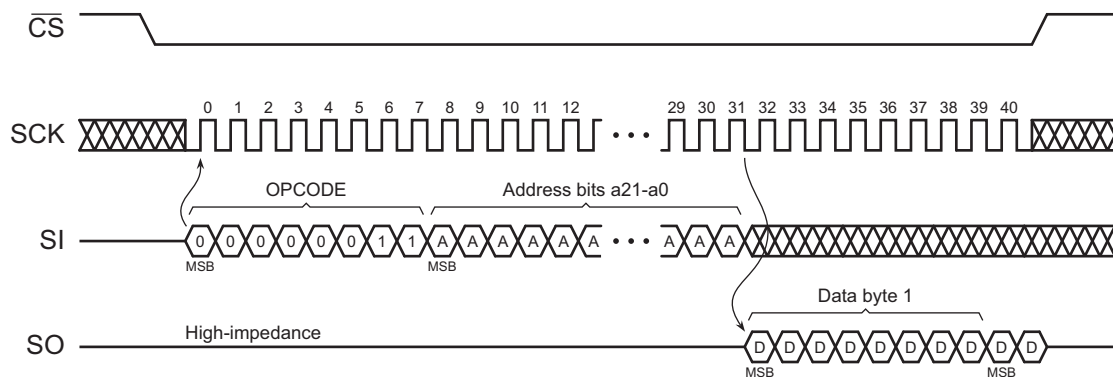 CS
0 1 2 3 4 5 6 7 8 9 10 11 12 29 30 31 32 33 34 35 36 37 38 39 40
SCK • • •
OPCODE Address bits a21-a0
SI 0 0 0 0 0 0 1 1 A A A A A A • • • A A A
MSB MSB
Data byte 1
High-impedance
SO D D D D D D D D D D
MSB MSB